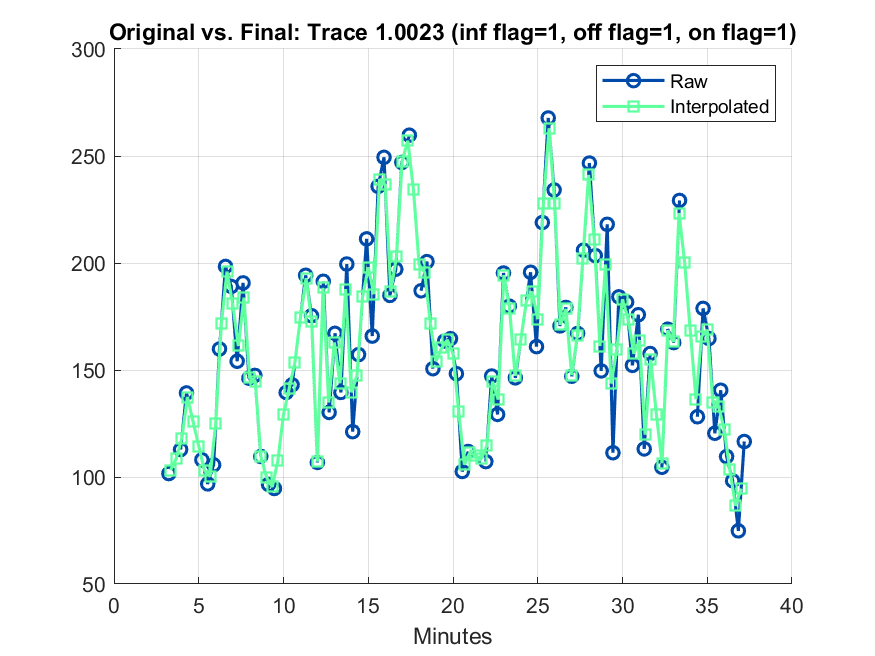 Original vs. Final: Trace 1.0023 (inf flag=1, off flag=1, on flag=1)
300
250
200
150
100
50
0 5 10 15 20 25 30 35 40
Minutes
Raw
Interpolated